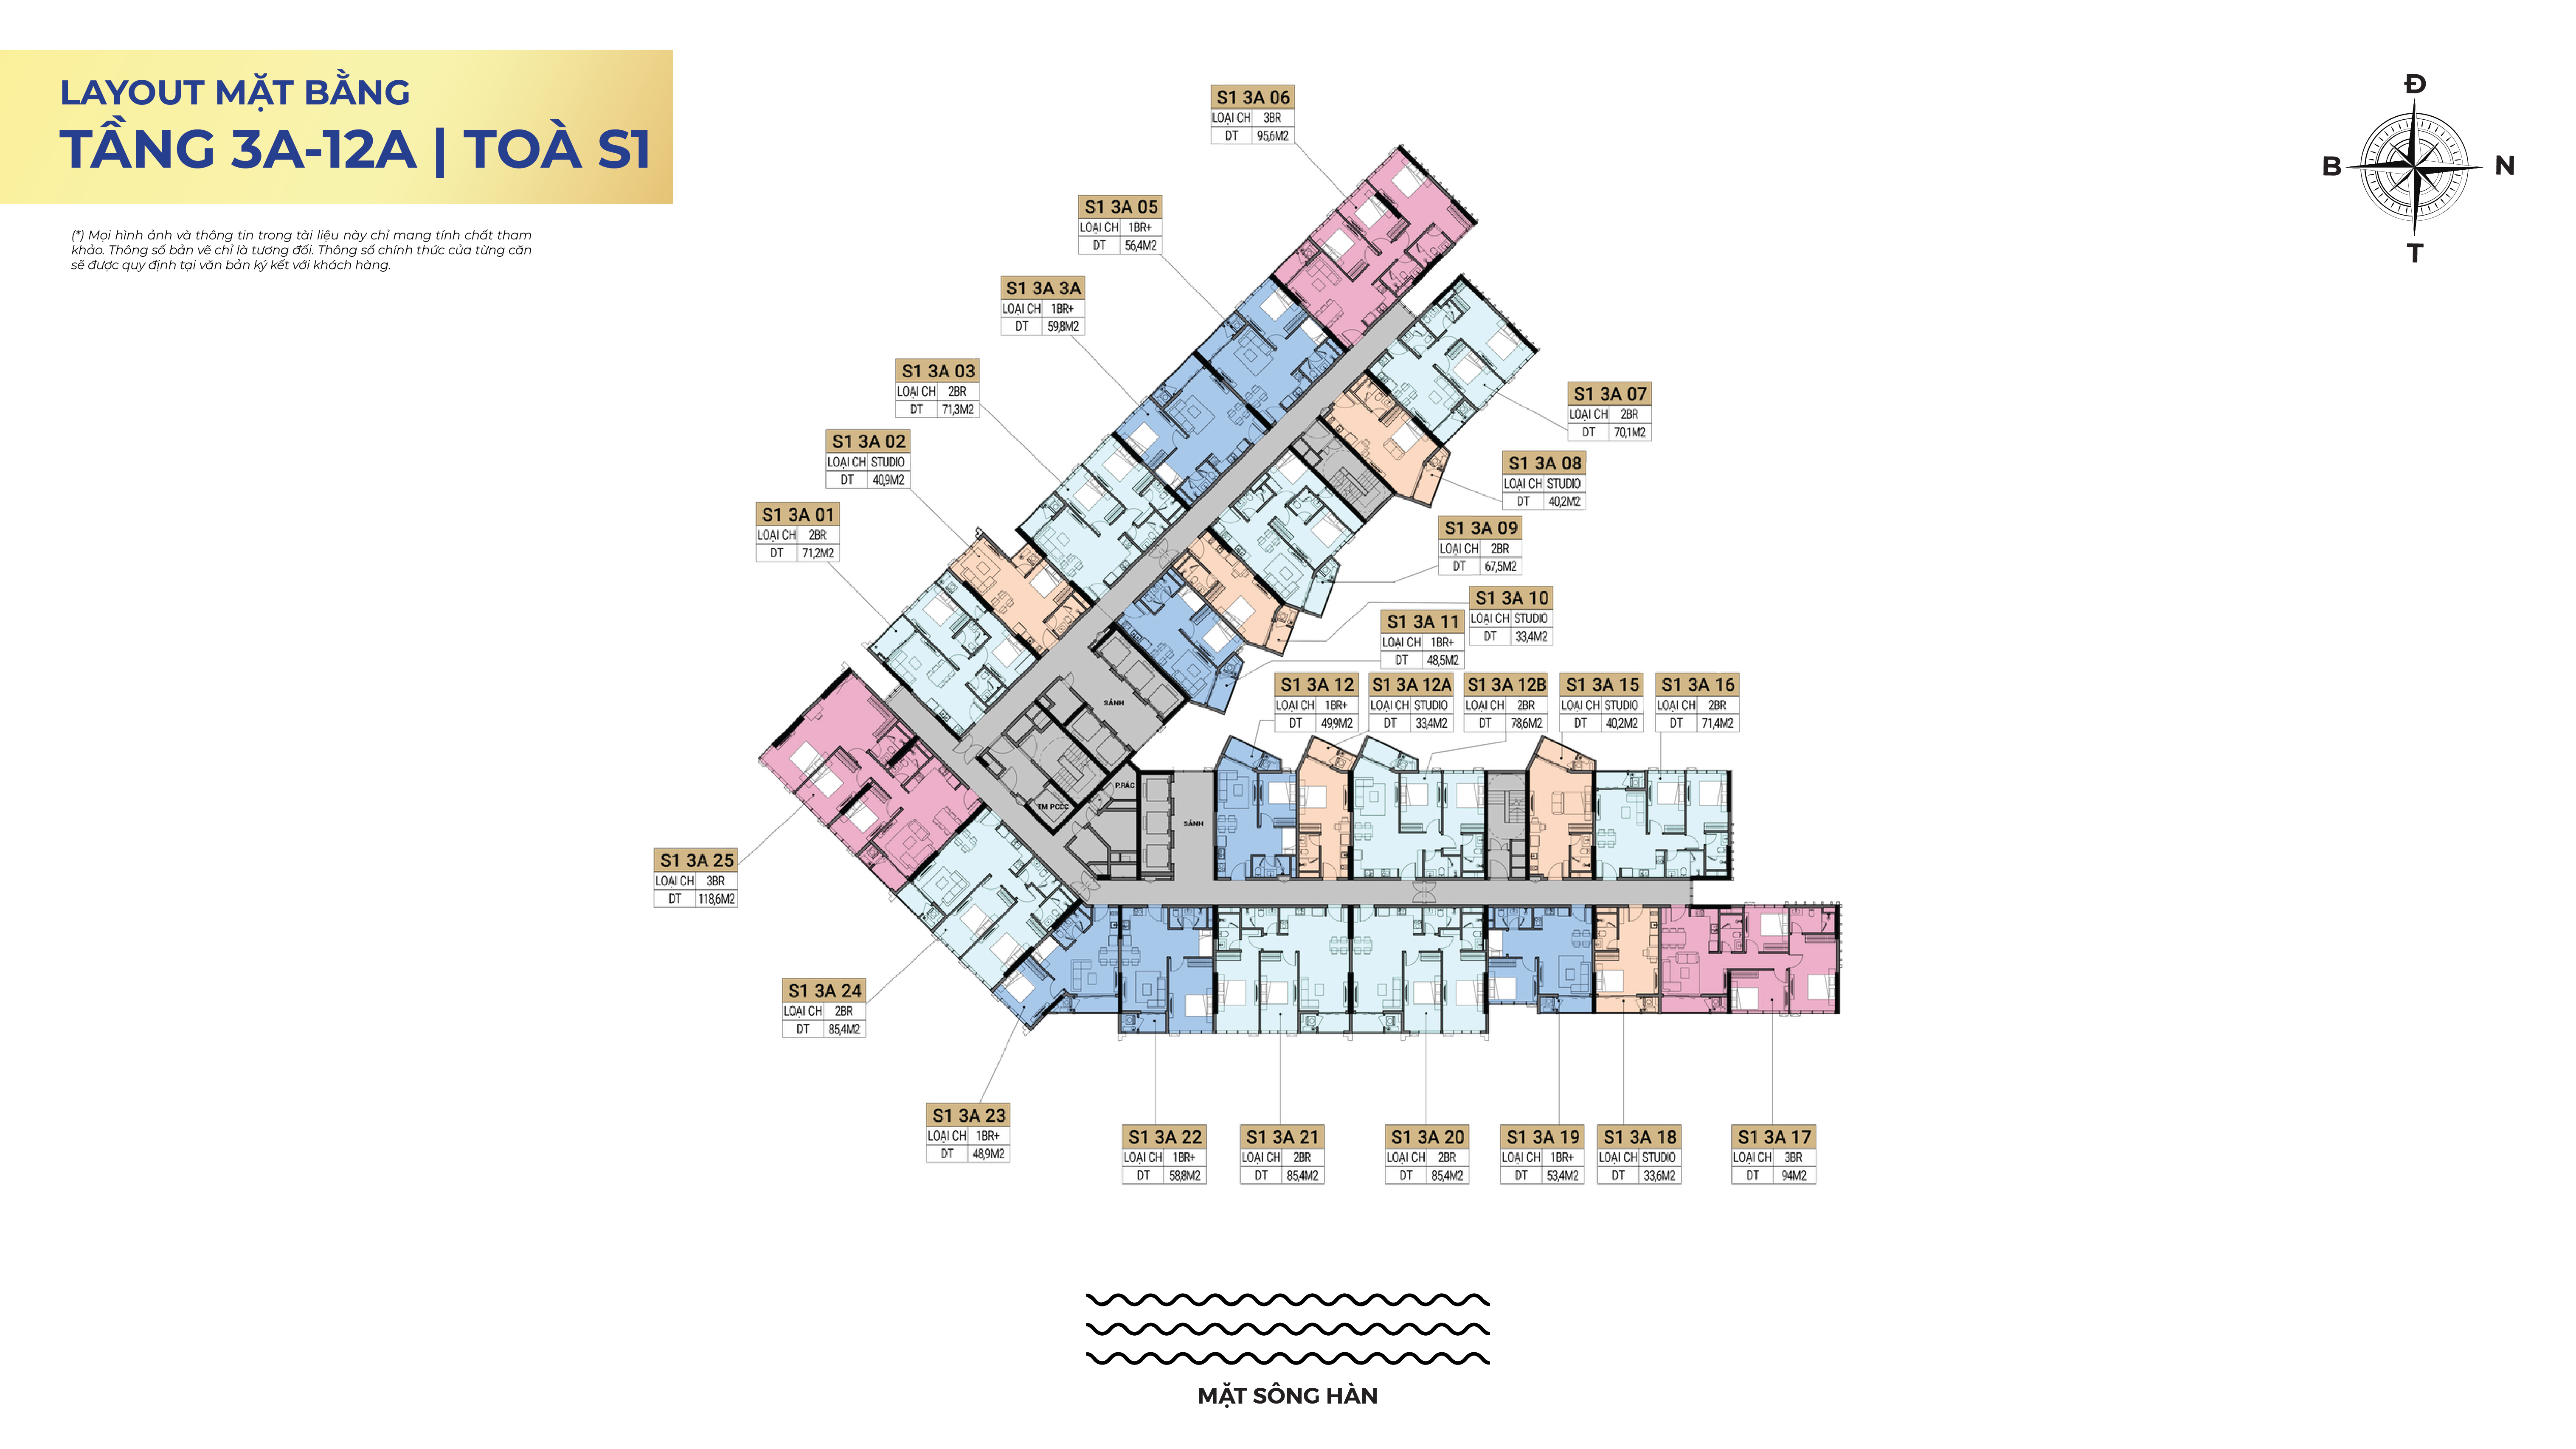 LAYOUT MẶT BẰNG
TẦNG 3A-12A | TOÀ S1
(*) Mọi hình ảnh và thông tin trong tài liệu này chỉ mang tính chất tham
khảo. Thông số bản vẽ chỉ là tương đối. Thông số chính thức của từng căn
sẽ được quy định tại văn bản ký kết với khách hàng.
Đ
B
N
T
S1 3A 06
LOẠI CH 3BR
DT 95,6M2
S1 3A 05
LOẠI CH 1BR+
DT 56,4M2
S1 3A 3A
LOẠI CH 1BR+
DT 59,8M2
S1 3A 03
LOẠI CH 2BR
DT 71,3M2
S1 3A 02
LOẠI CH STUDIO
DT 40,9M2
S1 3A 01
LOẠI CH 2BR
DT 71,2M2
S1 3A 07
LOẠI CH 2BR
DT 70,1M2
S1 3A 08
LOẠI CH STUDIO
DT 40,2M2
S1 3A 09
LOẠI CH 2BR
DT 67,5M2
S1 3A 10
LOẠI CH STUDIO
DT 33,4M2
S1 3A 11
LOẠI CH 1BR+
DT 48,5M2
S1 3A 12
LOẠI CH 1BR+
DT 49,9M2
S1 3A 12A
LOẠI CH STUDIO
DT 33,4M2
S1 3A 12B
LOẠI CH 2BR
DT 78,6M2
S1 3A 15
LOẠI CH STUDIO
DT 40,2M2
S1 3A 16
LOẠI CH 2BR
DT 71,4M2
SẢNH
P.RÁC
TM PCCC
SẢNH
S1 3A 25
LOẠI CH 3BR
DT 118,6M2
S1 3A 24
LOẠI CH 2BR
DT 85,4M2
S1 3A 23
LOẠI CH 1BR+
DT 48,9M2
S1 3A 22
LOẠI CH 1BR+
DT 58,8M2
S1 3A 21
LOẠI CH 2BR
DT 85,4M2
S1 3A 20
LOẠI CH 2BR
DT 85,4M2
S1 3A 19
LOẠI CH 1BR+
DT 53,4M2
S1 3A 18
LOẠI CH STUDIO
DT 33,6M2
S1 3A 17
LOẠI CH 3BR
DT 94M2
MẶT SÔNG HÀN